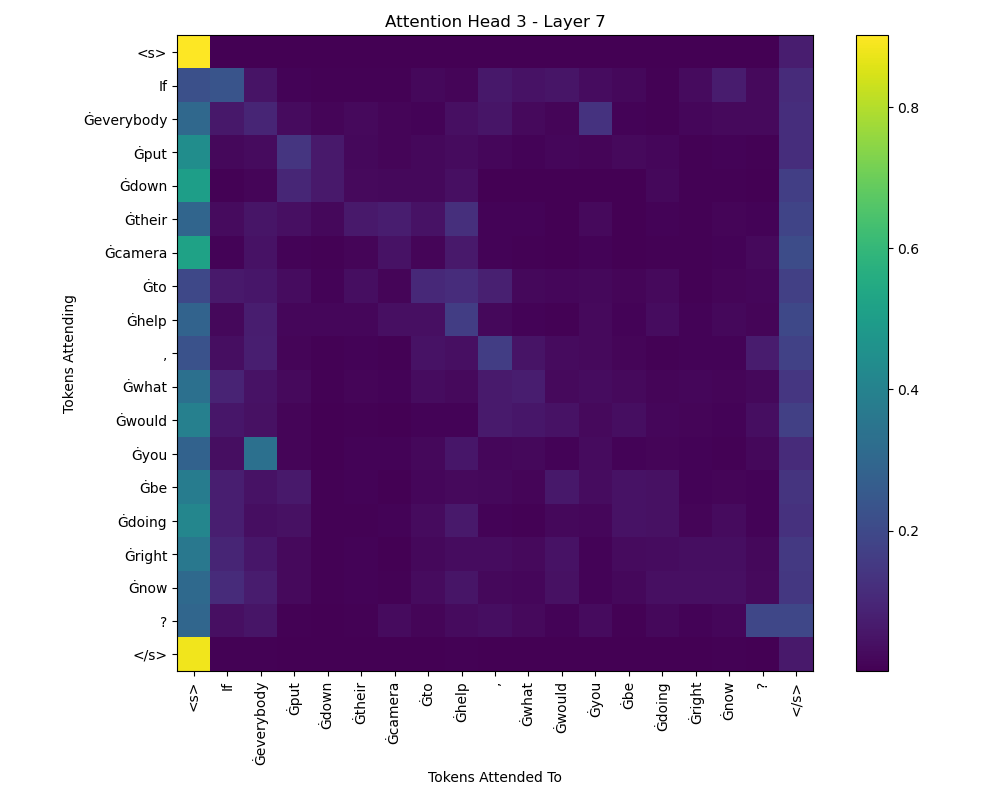 Attention Head 3 - Layer 7
Tokens Attending
<s>
If
Ġeverybody
Ġput
Ġdown
Ġtheir
Ġcamera
Ġto
Ġhelp
,
Ġwhat
Ġwould
Ġyou
Ġbe
Ġdoing
Ġright
Ġnow
?
</s>
<s>
If
Ġeverybody
Ġput
Ġdown
Ġtheir
Ġcamera
Ġto
Ġhelp
,
Ġwhat
Ġwould
Ġyou
Ġbe
Ġdoing
Ġright
Ġnow
?
</s>
Tokens Attended To
0.8
0.6
0.4
0.2